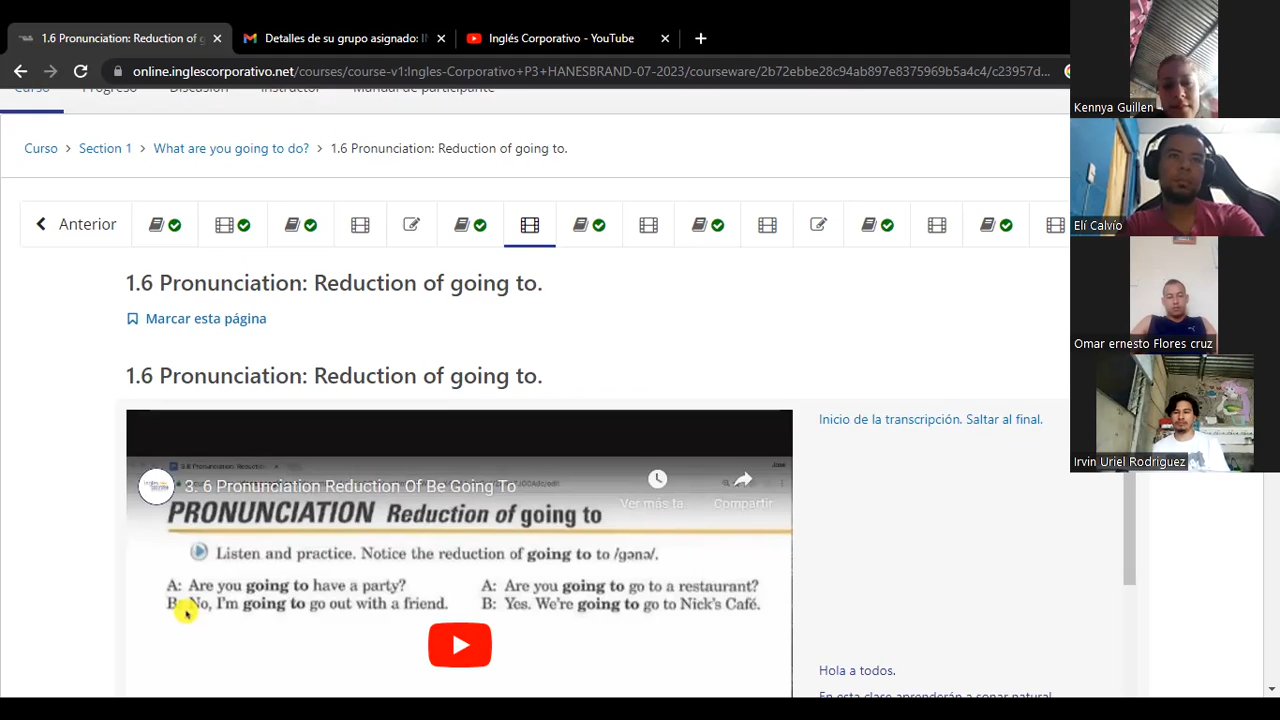 1.6 Pronunciation: Reduction of g
Detalles de su grupo asignado: I
Inglés Corporativo - YouTube
online.inglescorporativo.net/courses/course-v1:Ingles-Corporativo+P3+HANESBRAND-07-2023/courseware/2b72ebbe28c94ab897e8375969b5a4c4/c23957d...
Curso Progreso Discusión Instructor Manual de participante
Curso > Section 1 > What are you going to do? > 1.6 Pronunciation: Reduction of going to.
Anterior
1.6 Pronunciation: Reduction of going to.
Marcar esta página
1.6 Pronunciation: Reduction of going to.
3. 6 Pronunciation Reduction Of Be Going To
Ver más ta
Compartir
PRONUNCIATION Reduction of going to
Listen and practice. Notice the reduction of going to to /gənə/.
A: Are you going to have a party?
B: No, I'm going to go out with a friend.
A: Are you going to go to a restaurant?
B: Yes. We're going to go to Nick's Café.
Inicio de la transcripción. Saltar al final.
Hola a todos.
En esta clase aprenderán a sonar natural
Kennya Guillen
Elí Calvío
Omar ernesto Flores cruz
Irvin Uriel Rodriguez